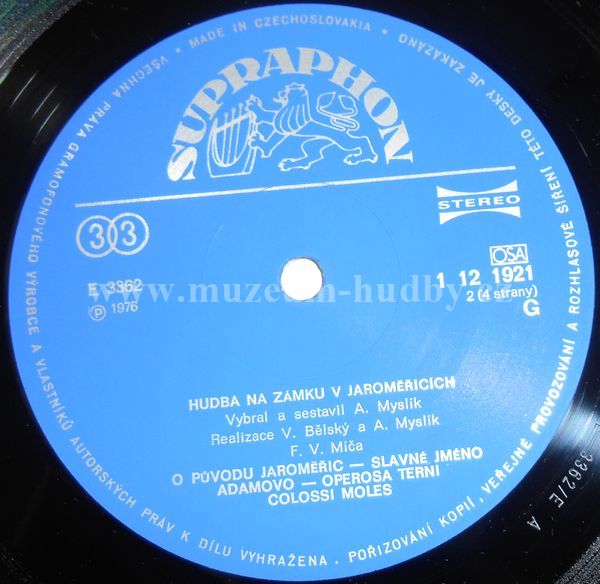 VŠECHNA PRÁVA GRAMOFONOVÉHO VÝROBCE A VLASTNÍKŮ AUTORSKÝCH PRÁV K DÍLU VYHRAŽENA. POŘIZOVÁNÍ KOPIÍ, VEŘEJNÉ PROVOZOVÁNÍ A ROZHLASOVÉ ŠÍŘENÍ TÉTO DESKY JE ZAKÁZÁNO
• MADE IN CZECHOSLOVAKIA •
SUPRAPHON
33
STEREO
OSA
E 3362
1 12 1921
℗ 1976
2 (4 strany)
G
www.muzeum-hudby.cz
HUDBA NA ZÁMKU V JAROMĚŘICÍCH
Vybral a sestavil A. Myslík
Realizace V. Bělský a A. Myslík
F. V. Míča
O PŮVODU JAROMĚŘIC — SLAVNÉ JMÉNO
ADAMOVO — OPEROSA TERNI
COLOSSI MOLES
3362/E A